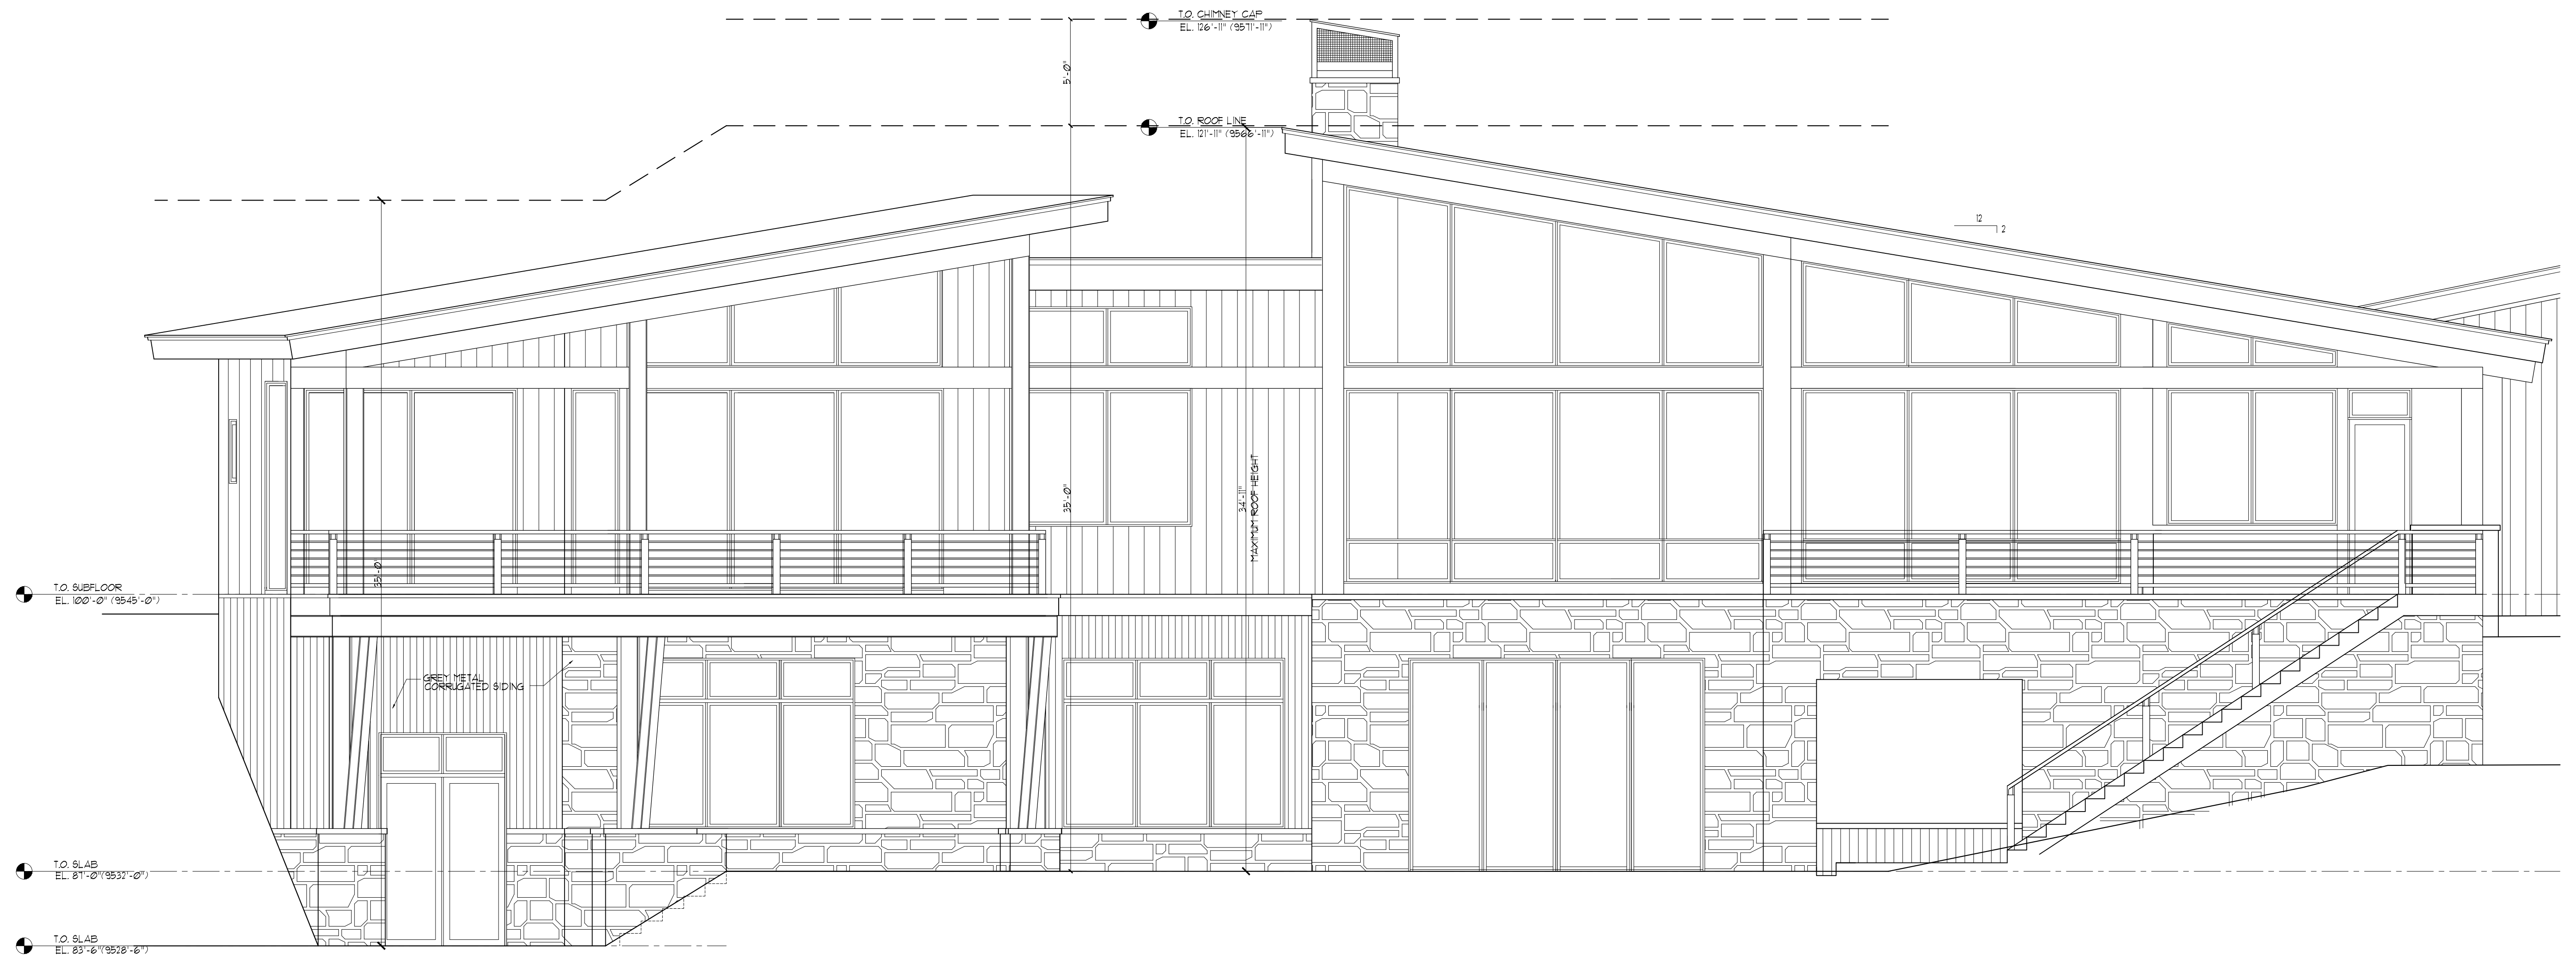 T.O. CHIMNEY CAP
EL. 126'-11" (9571'-11")
5'-0"
T.O. ROOF LINE
EL. 121'-11" (9566'-11")
12
2
35'-0"
34'-11"
MAXIMUM ROOF HEIGHT
35'-0"
T.O. SUBFLOOR
EL. 100'-0" (9545'-0")
GREY METAL
CORRUGATED SIDING
T.O. SLAB
EL. 87'-0"(9532'-0")
T.O. SLAB
EL. 83'-6"(9528'-6")